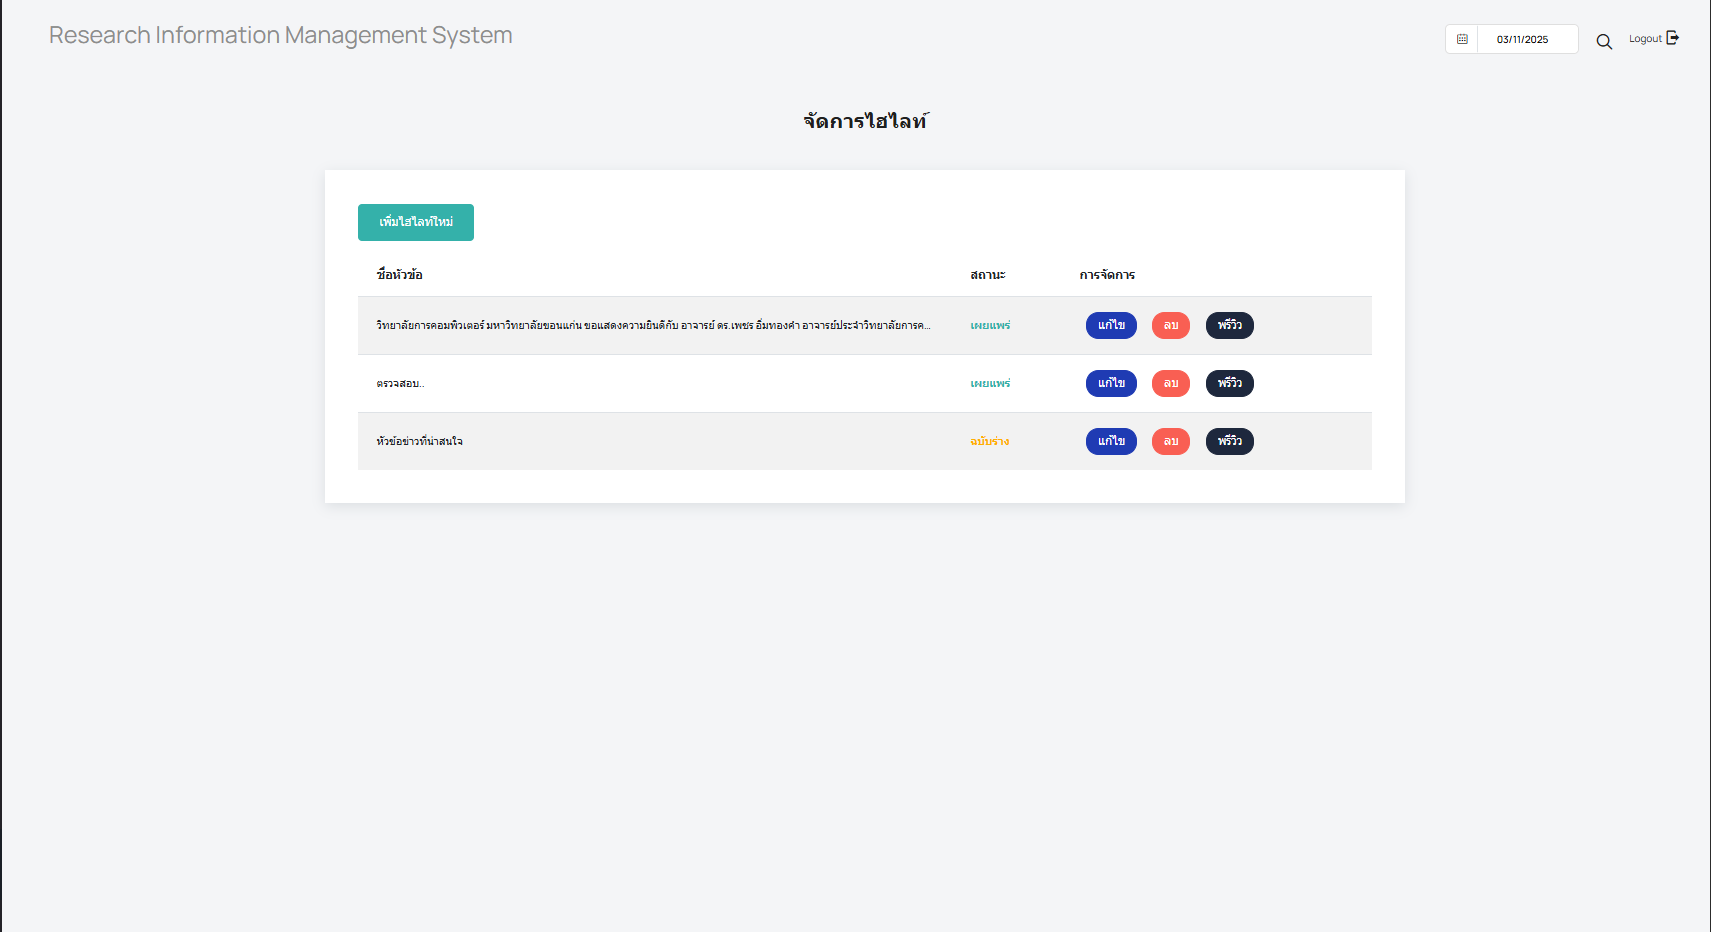 Research Information Management System
03/11/2025
Logout
จัดการไฮไลท์
เพิ่มไฮไลท์ใหม่
ชื่อหัวข้อ สถานะ การจัดการ
วิทยาลัยการคอมพิวเตอร์ มหาวิทยาลัยขอนแก่น ขอแสดงความยินดีกับ อาจารย์ ดร.เพชร อิ่มทองคำ อาจารย์ประจำวิทยาลัยการค... เผยแพร่ แก้ไข ลบ พรีวิว
ตรวจสอบ.. เผยแพร่ แก้ไข ลบ พรีวิว
หัวข้อข่าวที่น่าสนใจ ฉบับร่าง แก้ไข ลบ พรีวิว